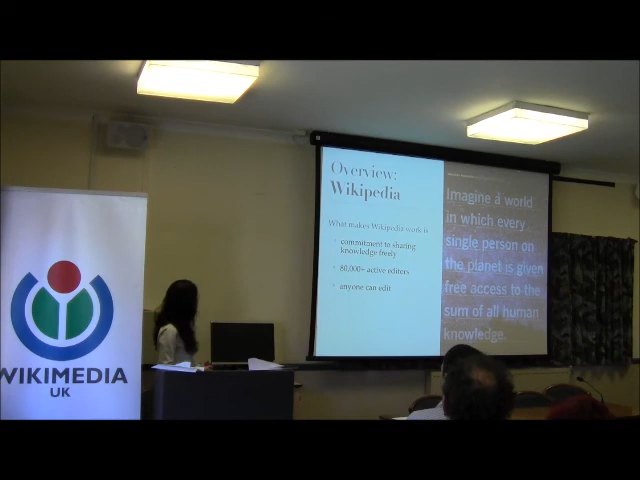 WIKIMEDIA
UK
Overview:
Wikipedia
What makes Wikipedia work is
commitment to sharing
knowledge freely
80,000+ active editors
anyone can edit
Imagine a world
in which every
single person on
the planet is given
free access to the
sum of all human
knowledge.